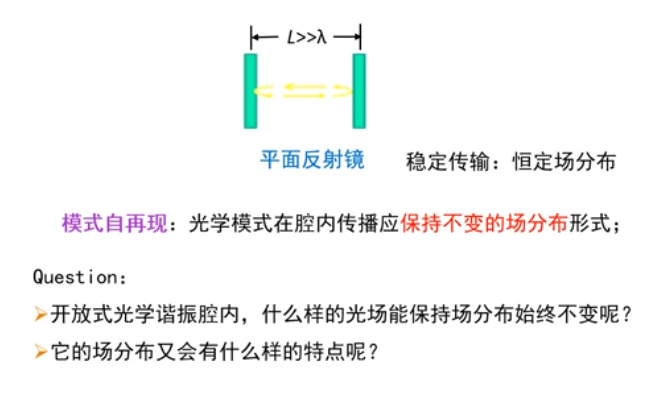 L>>λ
平面反射镜
稳定传输：恒定场分布
模式自再现：光学模式在腔内传播应保持不变的场分布形式；
Question：
➢开放式光学谐振腔内，什么样的光场能保持场分布始终不变呢？
➢它的场分布又会有什么样的特点呢？